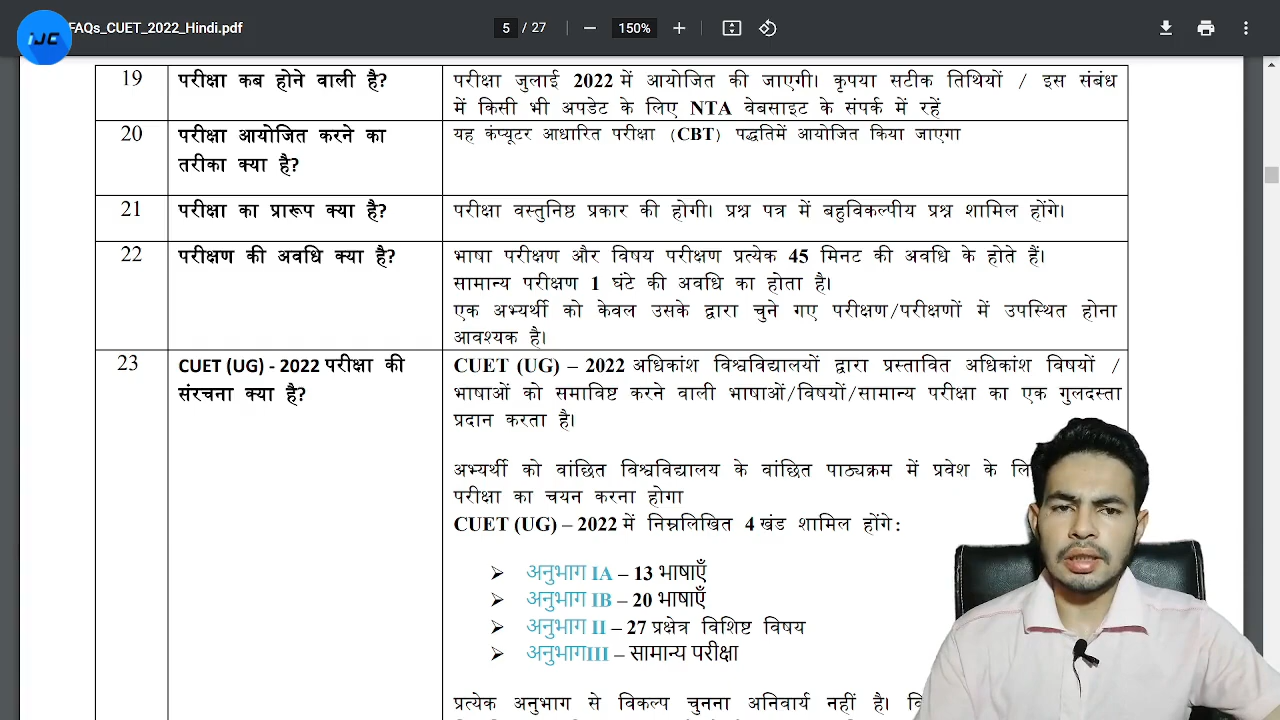 FAQs_CUET_2022_Hindi.pdf
5 / 27
150%
iJC
19 परीक्षा कब होने वाली है? परीक्षा जुलाई 2022 में आयोजित की जाएगी। कृपया सटीक तिथियों / इस संबंध
में किसी भी अपडेट के लिए NTA वेबसाइट के संपर्क में रहें
20 परीक्षा आयोजित करने का यह कंप्यूटर आधारित परीक्षा (CBT) पद्धतिमें आयोजित किया जाएगा
तरीका क्या है?
21 परीक्षा का प्रारूप क्या है? परीक्षा वस्तुनिष्ठ प्रकार की होगी। प्रश्न पत्र में बहुविकल्पीय प्रश्न शामिल होंगे।
22 परीक्षण की अवधि क्या है? भाषा परीक्षण और विषय परीक्षण प्रत्येक 45 मिनट की अवधि के होते हैं।
सामान्य परीक्षण 1 घंटे की अवधि का होता है।
एक अभ्यर्थी को केवल उसके द्वारा चुने गए परीक्षण/परीक्षणों में उपस्थित होना
आवश्यक है।
23 CUET (UG) - 2022 परीक्षा की CUET (UG) – 2022 अधिकांश विश्वविद्यालयों द्वारा प्रस्तावित अधिकांश विषयों /
संरचना क्या है? भाषाओं को समाविष्ट करने वाली भाषाओं/विषयों/सामान्य परीक्षा का एक गुलदस्ता
प्रदान करता है।
अभ्यर्थी को वांछित विश्वविद्यालय के वांछित पाठ्यक्रम में प्रवेश के
परीक्षा का चयन करना होगा
CUET (UG) – 2022 में निम्नलिखित 4 खंड शामिल होंगे:
➢ अनुभाग IA – 13 भाषाएँ
➢ अनुभाग IB – 20 भाषाएँ
➢ अनुभाग II – 27 प्रक्षेत्र विशिष्ट विषय
➢ अनुभागIII – सामान्य परीक्षा
प्रत्येक अनुभाग से विकल्प चुनना अनिवार्य नहीं है।